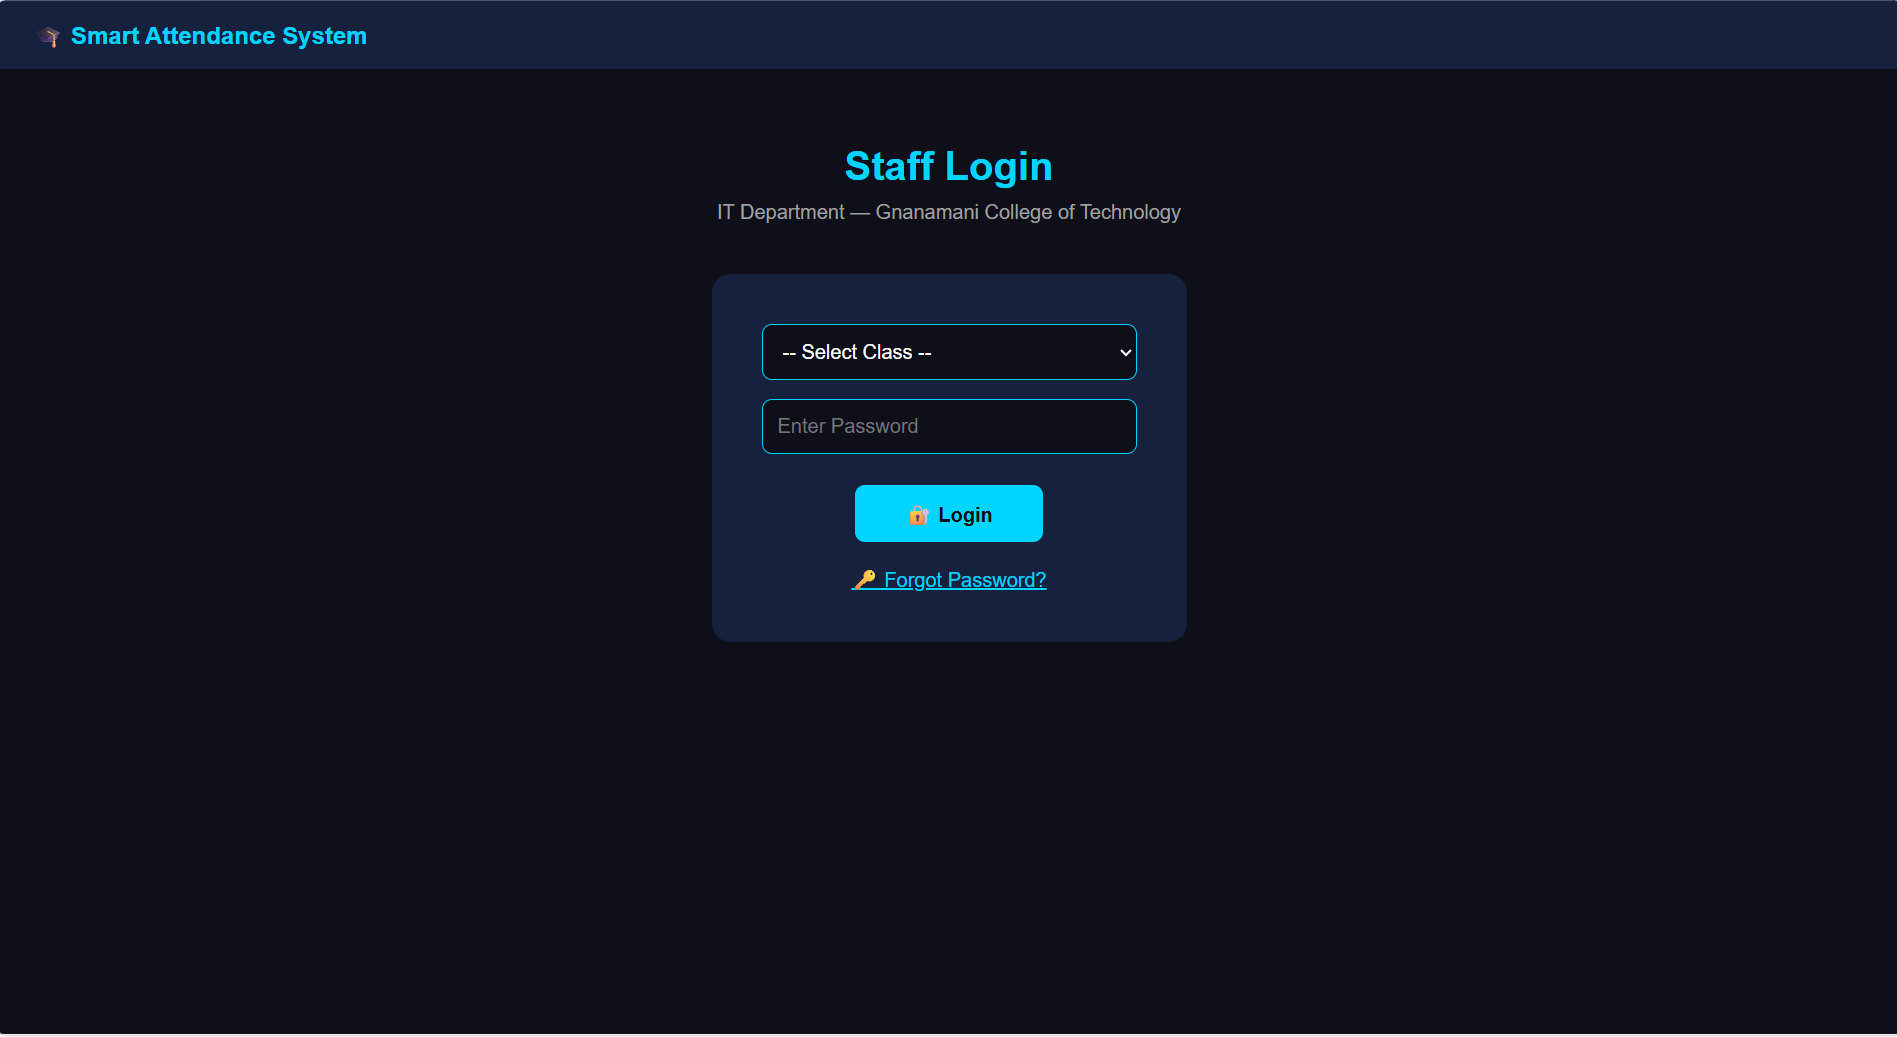 🎓 Smart Attendance System
Staff Login
IT Department — Gnanamani College of Technology
-- Select Class --
Enter Password
🔐 Login
🔑 Forgot Password?